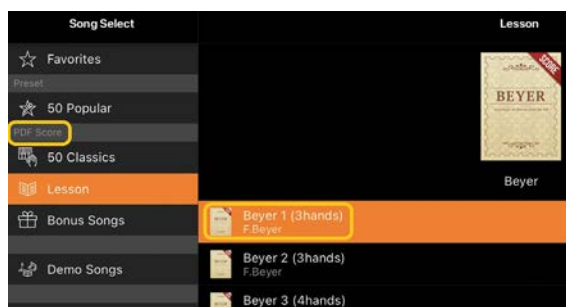 Song Select
Lesson
Favorites
Preset
50 Popular
PDF Score
50 Classics
Lesson
Bonus Songs
Demo Songs
SCORE
BEYER
Beyer
Beyer 1 (3hands)
F.Beyer
Beyer 2 (3hands)
F.Beyer
Beyer 3 (4hands)